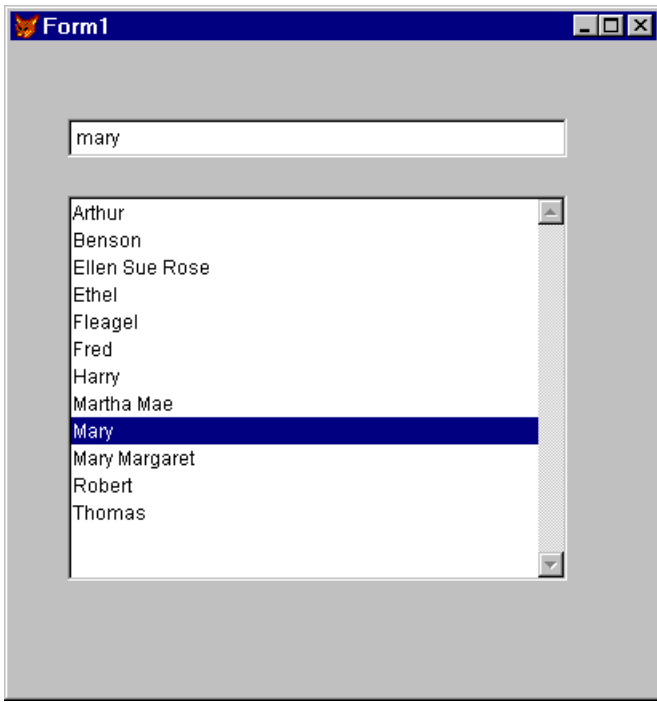 Form1
mary
Arthur
Benson
Ellen Sue Rose
Ethel
Fleagel
Fred
Harry
Martha Mae
Mary
Mary Margaret
Robert
Thomas